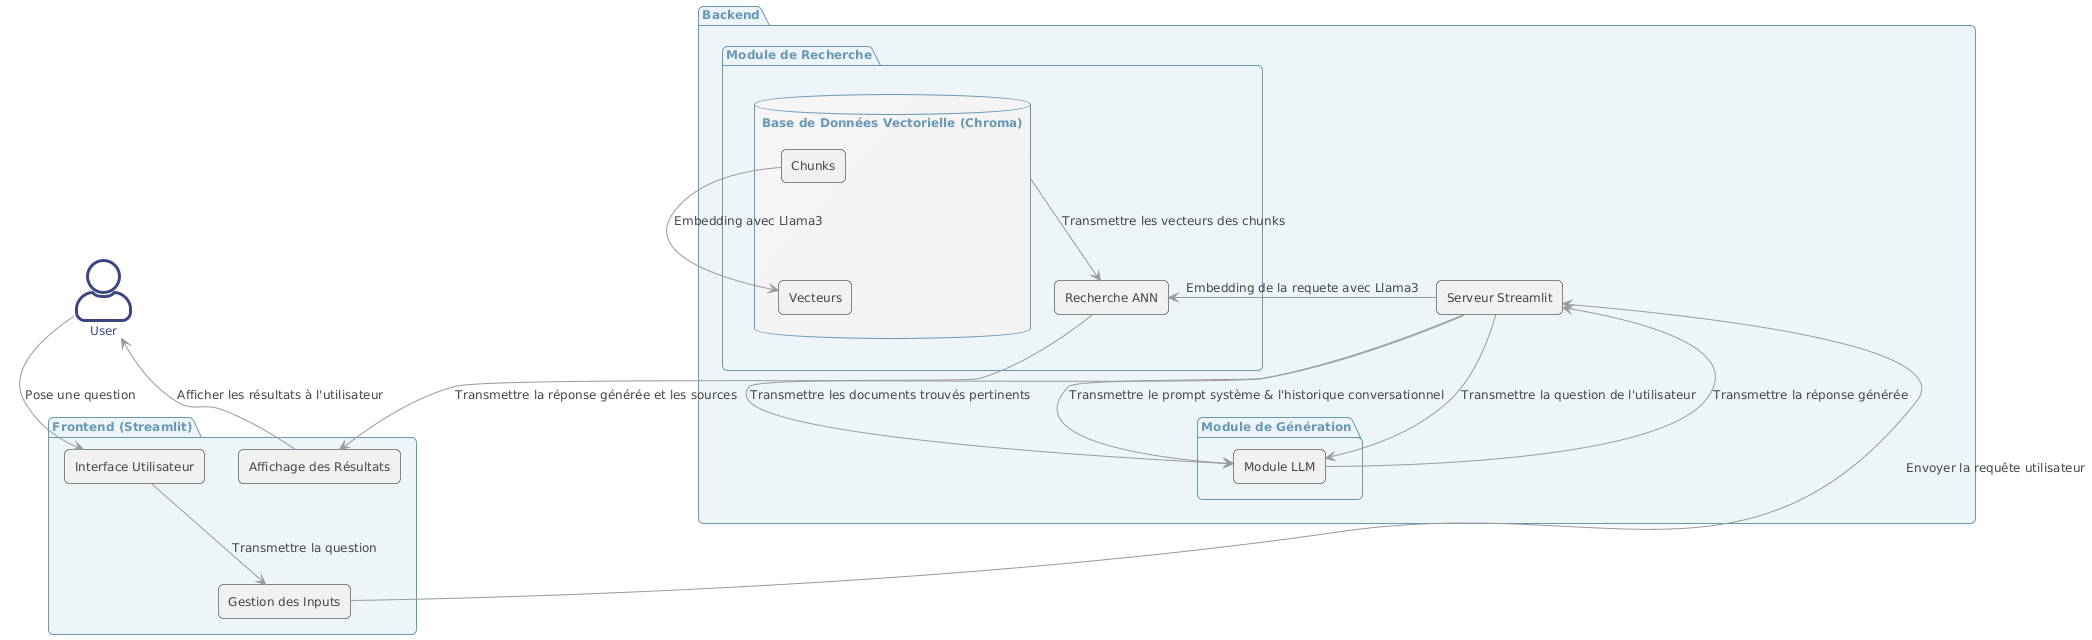 Backend
Module de Recherche
Base de Données Vectorielle (Chroma)
Chunks
Embedding avec Llama3
Transmettre les vecteurs des chunks
Vecteurs
Recherche ANN
Embedding de la requete avec Llama3
Serveur Streamlit
User
Pose une question
Afficher les résultats à l'utilisateur
Transmettre la réponse générée et les sources
Transmettre les documents trouvés pertinents
Transmettre le prompt système & l'historique conversationnel
Transmettre la question de l'utilisateur
Transmettre la réponse générée
Frontend (Streamlit)
Module de Génération
Interface Utilisateur
Affichage des Résultats
Module LLM
Envoyer la requête utilisateur
Transmettre la question
Gestion des Inputs